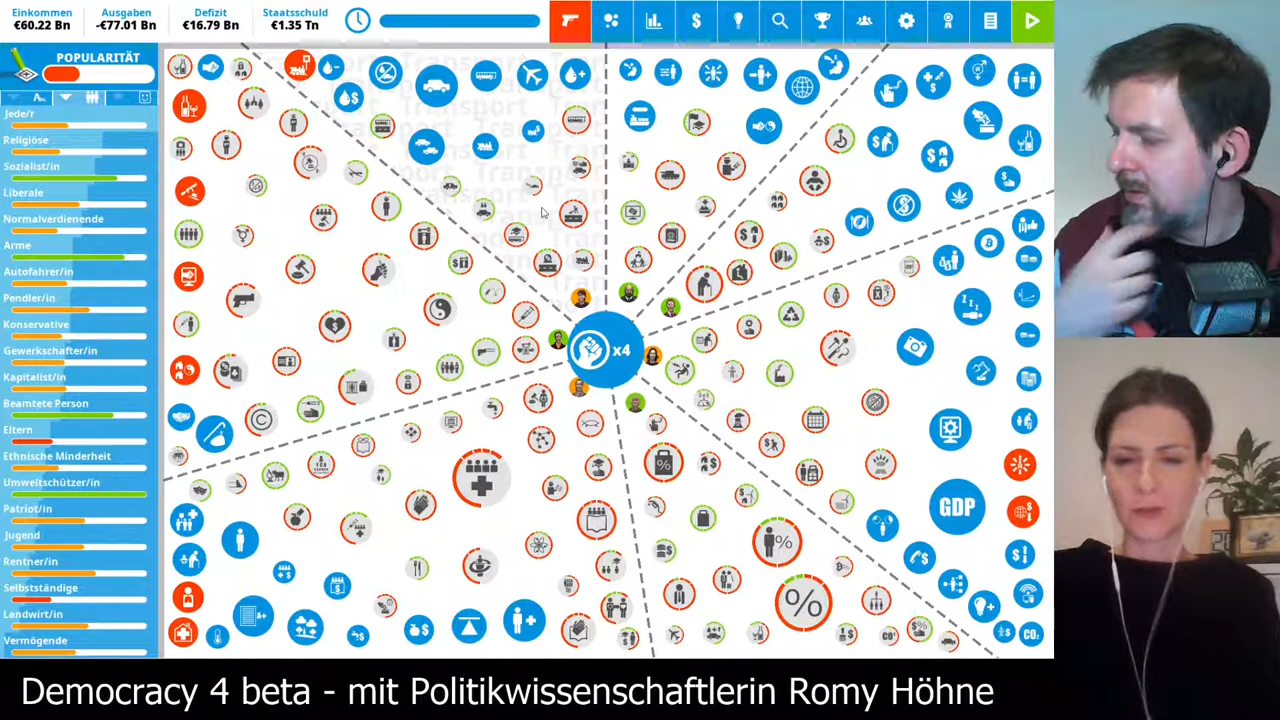 Einkommen
€60.22 Bn
Ausgaben
-€77.01 Bn
Defizit
€16.79 Bn
Staatsschuld
€1.35 Tn
POPULARITÄT
Jede/r
Religiöse
Sozialist/in
Liberale
Normalverdienende
Arme
Autofahrer/in
Pendler/in
Konservative
Gewerkschafter/in
Kapitalist/in
Beamtete Person
Eltern
Ethnische Minderheit
Umweltschützer/in
Patriot/in
Jugend
Rentner/in
Selbstständige
Landwirt/in
Vermögende
Transport
x4
GDP
%
%
%
CO²
CO₂
Democracy 4 beta - mit Politikwissenschaftlerin Romy Höhne